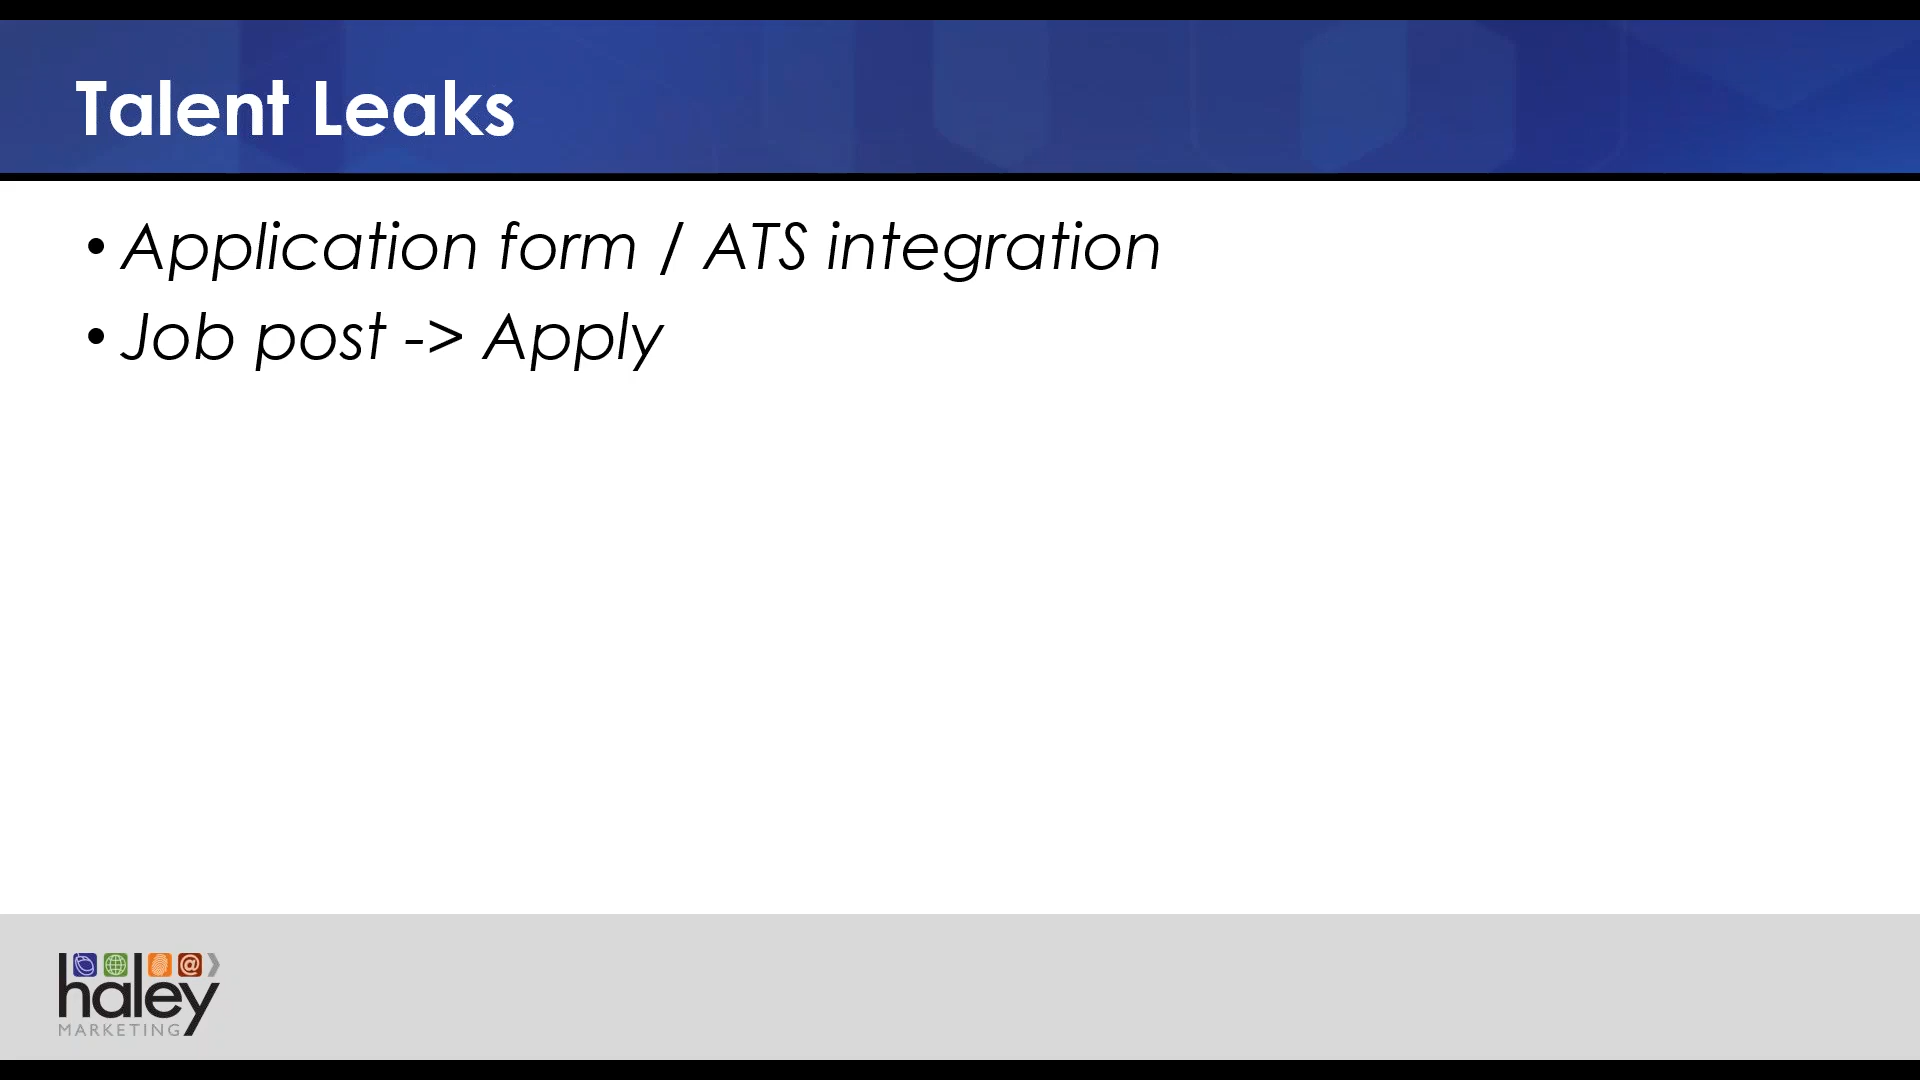 Talent Leaks
• Application form / ATS integration
• Job post -> Apply
haley
MARKETING